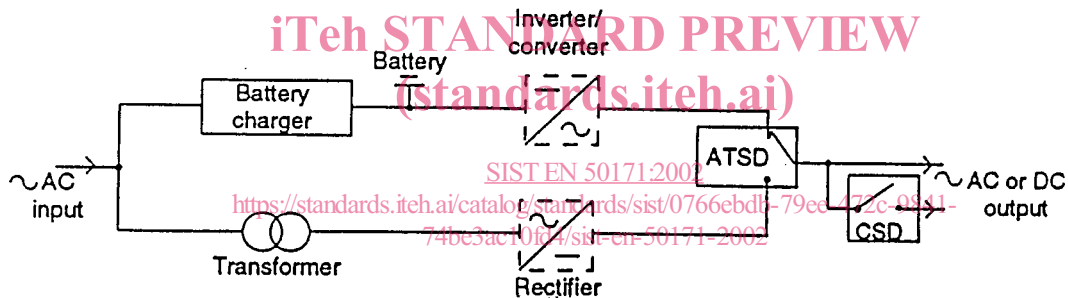 iTeh STANDARD PREVIEW
(standards.iteh.ai)
Inverter/
converter
Battery
Battery
charger
ATSD
SIST EN 50171:2002
https://standards.iteh.ai/catalog/standards/sist/0766ebdb-79ee-472c-9841-
74be3ac10fd4/sist-en-50171-2002
~ AC
input
~ AC or DC
output
CSD
Transformer
Rectifier